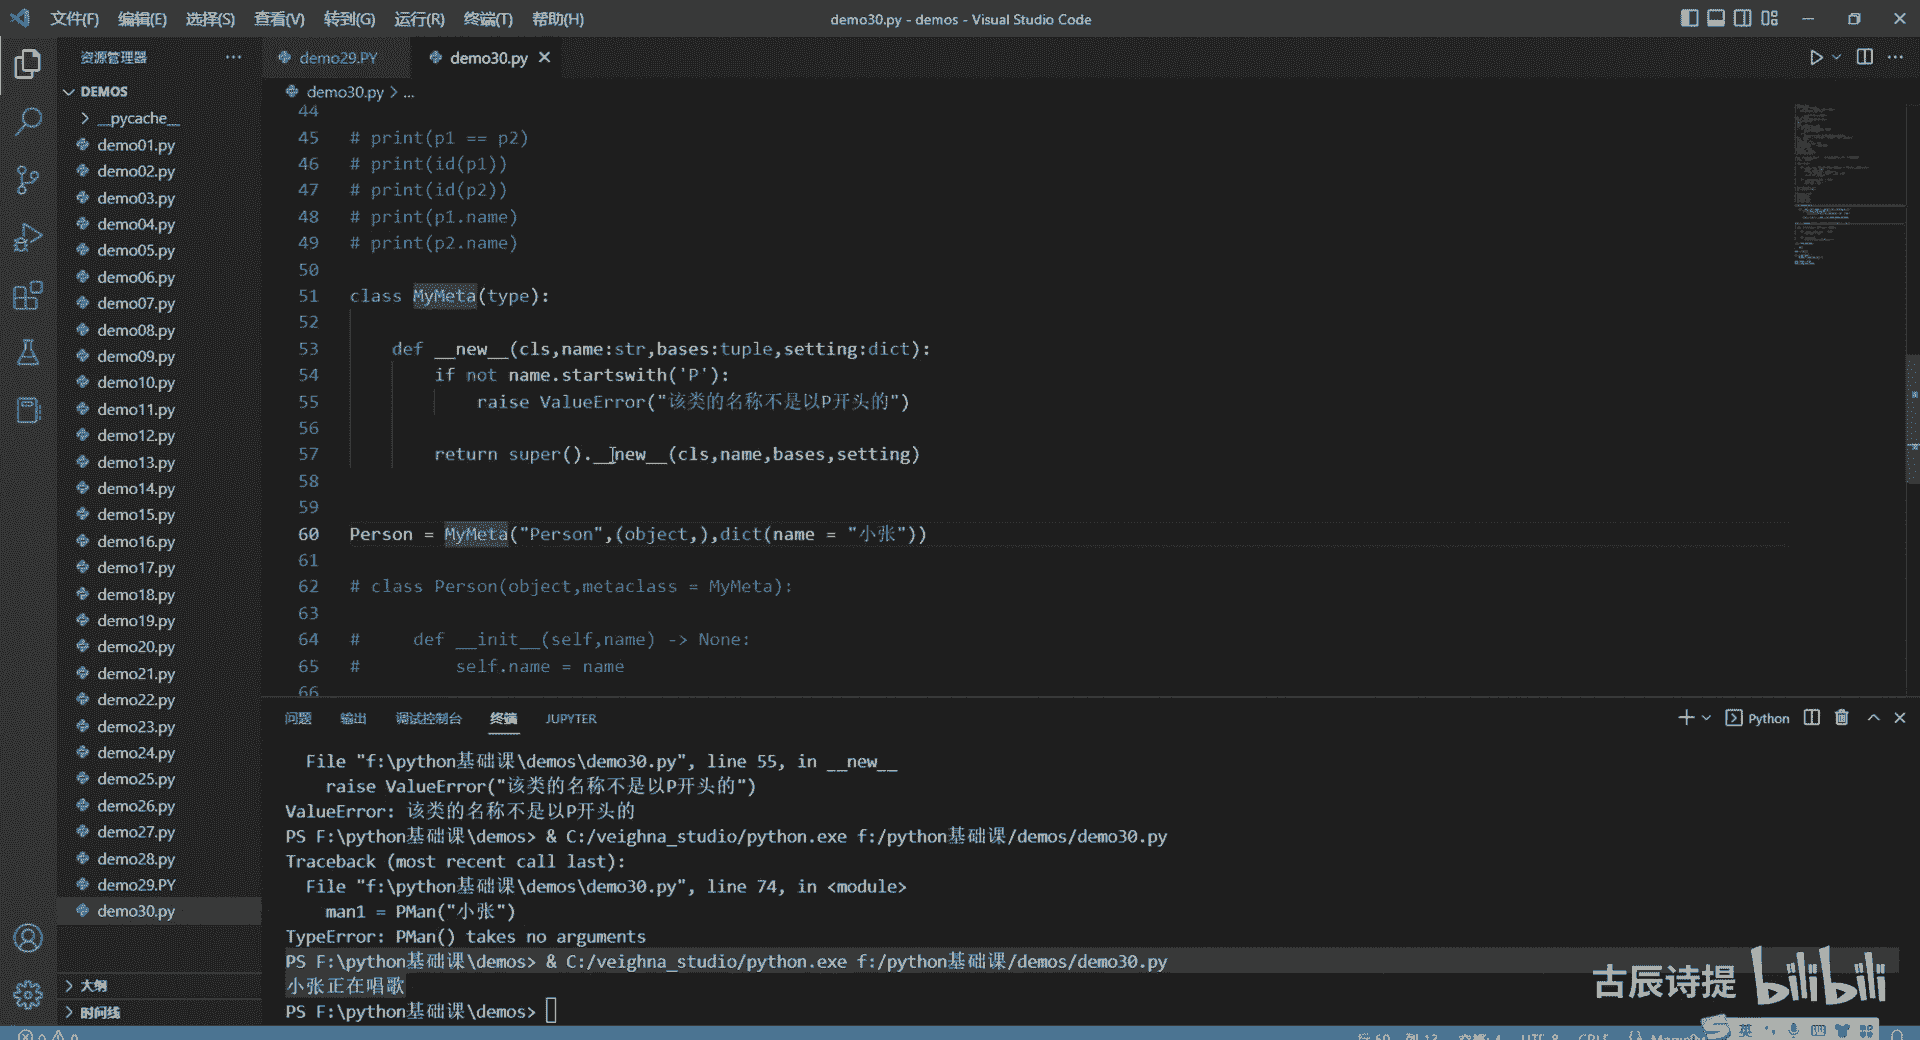 文件(F) 编辑(E) 选择(S) 查看(V) 转到(G) 运行(R) 终端(T) 帮助(H) demo30.py - demos - Visual Studio Code
资源管理器 ··· demo29.PY demo30.py
DEMOS
demo30.py > ...
__pycache__
demo01.py
demo02.py
demo03.py
demo04.py
demo05.py
demo06.py
demo07.py
demo08.py
demo09.py
demo10.py
demo11.py
demo12.py
demo13.py
demo14.py
demo15.py
demo16.py
demo17.py
demo18.py
demo19.py
demo20.py
demo21.py
demo22.py
demo23.py
demo24.py
demo25.py
demo26.py
demo27.py
demo28.py
demo29.PY
demo30.py
大纲
时间线
44
45 # print(p1 == p2)
46 # print(id(p1))
47 # print(id(p2))
48 # print(p1.name)
49 # print(p2.name)
50
51 class MyMeta(type):
52
53     def __new__(cls,name:str,bases:tuple,setting:dict):
54         if not name.startswith('P'):
55             raise ValueError("该类的名称不是以P开头的")
56
57         return super().__new__(cls,name,bases,setting)
58
59
60 Person = MyMeta("Person",(object,),dict(name = "小张"))
61
62 # class Person(object,metaclass = MyMeta):
63
64 #     def __init__(self,name) -> None:
65 #         self.name = name
66
问题 输出 调试控制台 终端 JUPYTER Python
File "f:\python基础课\demos\demo30.py", line 55, in __new__
raise ValueError("该类的名称不是以P开头的")
ValueError: 该类的名称不是以P开头的
PS F:\python基础课\demos> & C:/veighna_studio/python.exe f:/python基础课/demos/demo30.py
Traceback (most recent call last):
File "f:\python基础课\demos\demo30.py", line 74, in <module>
man1 = PMan("小张")
TypeError: PMan() takes no arguments
PS F:\python基础课\demos> & C:/veighna_studio/python.exe f:/python基础课/demos/demo30.py
小张正在唱歌
PS F:\python基础课\demos>
古辰诗提 bilibili
英